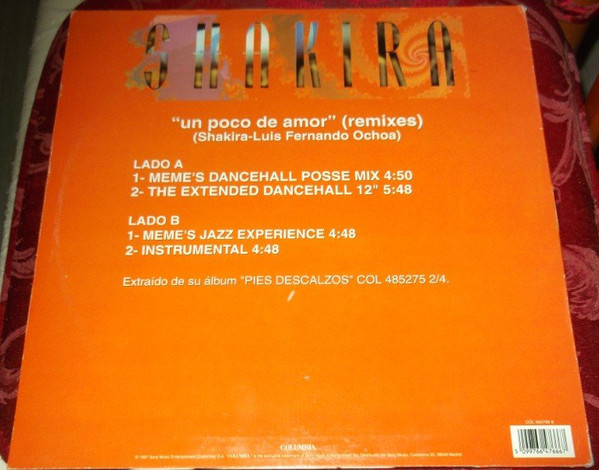 SHAKIRA
"un poco de amor" (remixes)
(Shakira-Luis Fernando Ochoa)
LADO A
1- MEME'S DANCEHALL POSSE MIX 4:50
2- THE EXTENDED DANCEHALL 12" 5:48
LADO B
1- MEME'S JAZZ EXPERIENCE 4:48
2- INSTRUMENTAL 4:48
Extraído de su álbum "PIES DESCALZOS" COL 485275 2/4.
COLUMBIA